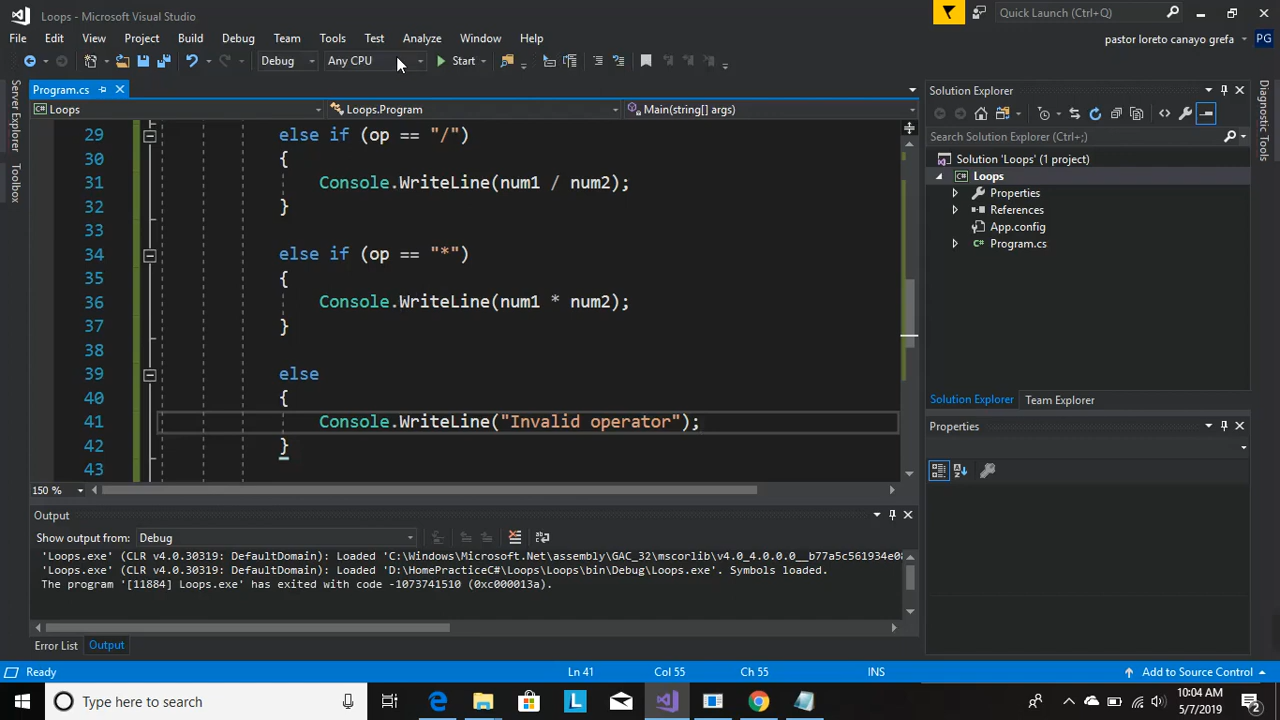 Loops - Microsoft Visual Studio
Quick Launch (Ctrl+Q)
File Edit View Project Build Debug Team Tools Test Analyze Window Help
pastor loreto canayo grefa PG
Debug Any CPU Start
Server Explorer
Toolbox
Program.cs
Loops Loops.Program Main(string[] args)
29 else if (op == "/")
30 {
31 Console.WriteLine(num1 / num2);
32 }
33
34 else if (op == "*")
35 {
36 Console.WriteLine(num1 * num2);
37 }
38
39 else
40 {
41 Console.WriteLine("Invalid operator");
42 }
43
150 %
Solution Explorer
Search Solution Explorer (Ctrl+;)
Solution 'Loops' (1 project)
Loops
Properties
References
App.config
Program.cs
Solution Explorer Team Explorer
Properties
Diagnostic Tools
Output
Show output from: Debug
'Loops.exe' (CLR v4.0.30319: DefaultDomain): Loaded 'C:\Windows\Microsoft.Net\assembly\GAC_32\mscorlib\v4.0_4.0.0.0__b77a5c561934e08
'Loops.exe' (CLR v4.0.30319: DefaultDomain): Loaded 'D:\HomePracticeC#\Loops\Loops\bin\Debug\Loops.exe'. Symbols loaded.
The program '[11884] Loops.exe' has exited with code -1073741510 (0xc000013a).
Error List Output
Ready Ln 41 Col 55 Ch 55 INS Add to Source Control
Type here to search
10:04 AM
5/7/2019
2